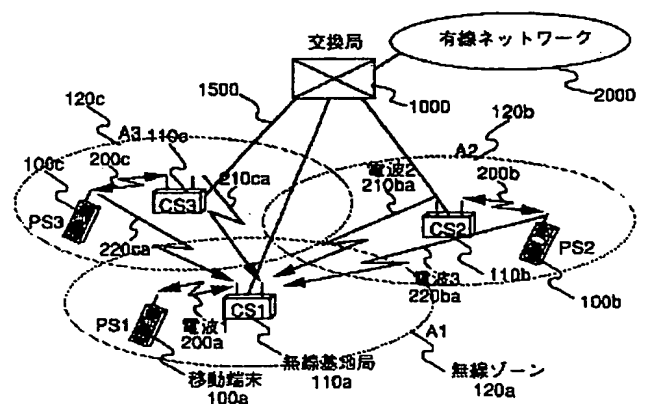 交換局
有線ネットワーク
1500
1000
2000
120c
A3
110c
120b
A2
100c
200c
210ca
電波2
210ba
200b
PS3
CS3
CS2
PS2
220ca
電波3
220ba
110b
100b
PS1
CS1
電波1
200a
A1
無線基地局
110a
無線ゾーン
120a
移動端末
100a